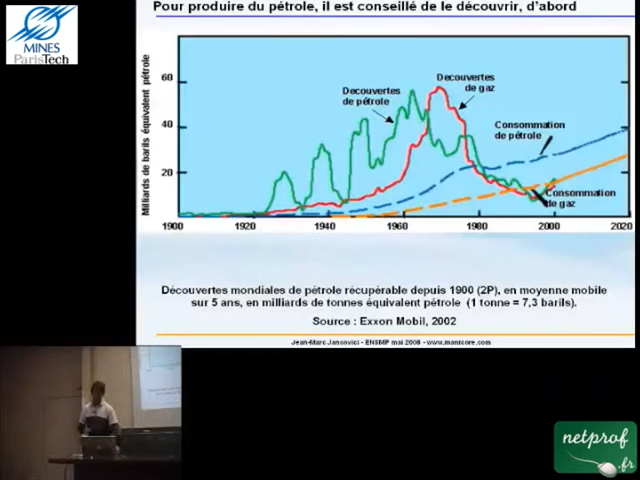 Pour produire du pétrole, il est conseillé de le découvrir, d'abord
MINES
ParisTech
Milliards de barils équivalent pétrole
60
40
20
Decouvertes
de pétrole
Decouvertes
de gaz
Consommation
de pétrole
Consommation
de gaz
1900 1920 1940 1960 1980 2000 2020
Découvertes mondiales de pétrole récupérable depuis 1900 (2P), en moyenne mobile
sur 5 ans, en milliards de tonnes équivalent pétrole (1 tonne = 7,3 barils).
Source : Exxon Mobil, 2002
Jean-Marc Jancovici - ENSMP mai 2008 - www.manicore.com
netprof
.fr